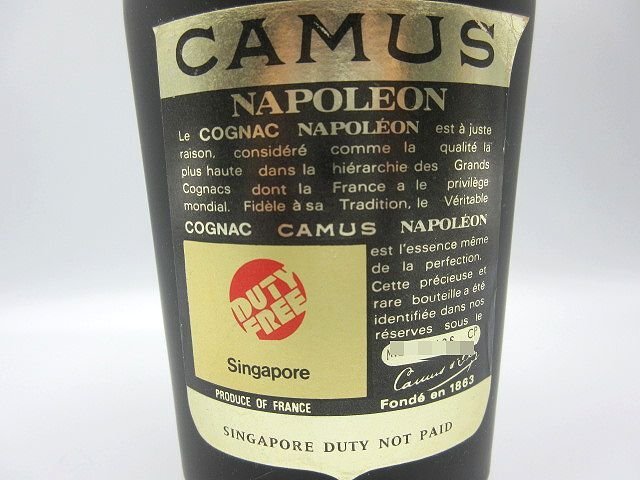 CAMUS
NAPOLEON
Le COGNAC NAPOLÉON est à juste
raison, considéré comme la qualité la
plus haute dans la hiérarchie des Grands
Cognacs dont la France a le privilège
mondial. Fidèle à sa Tradition, le Véritable
COGNAC CAMUS NAPOLÉON
est l'essence même
de la perfection.
Cette précieuse et
rare bouteille a été
identifiée dans nos
réserves sous le
CP
DUTY
FREE
Singapore
Fondé en 1863
PRODUCE OF FRANCE
SINGAPORE DUTY NOT PAID